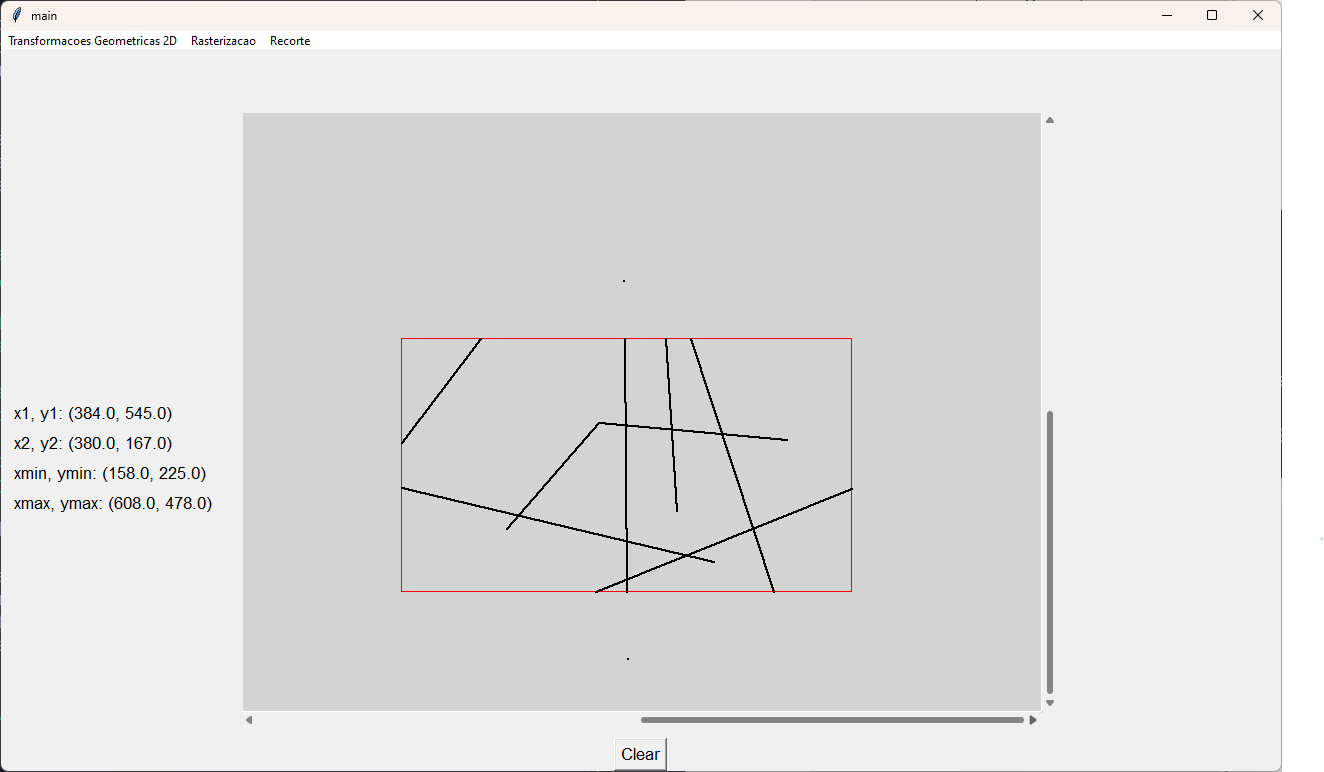 main
Transformacoes Geometricas 2D Rasterizacao Recorte
x1, y1: (384.0, 545.0)
x2, y2: (380.0, 167.0)
xmin, ymin: (158.0, 225.0)
xmax, ymax: (608.0, 478.0)
Clear